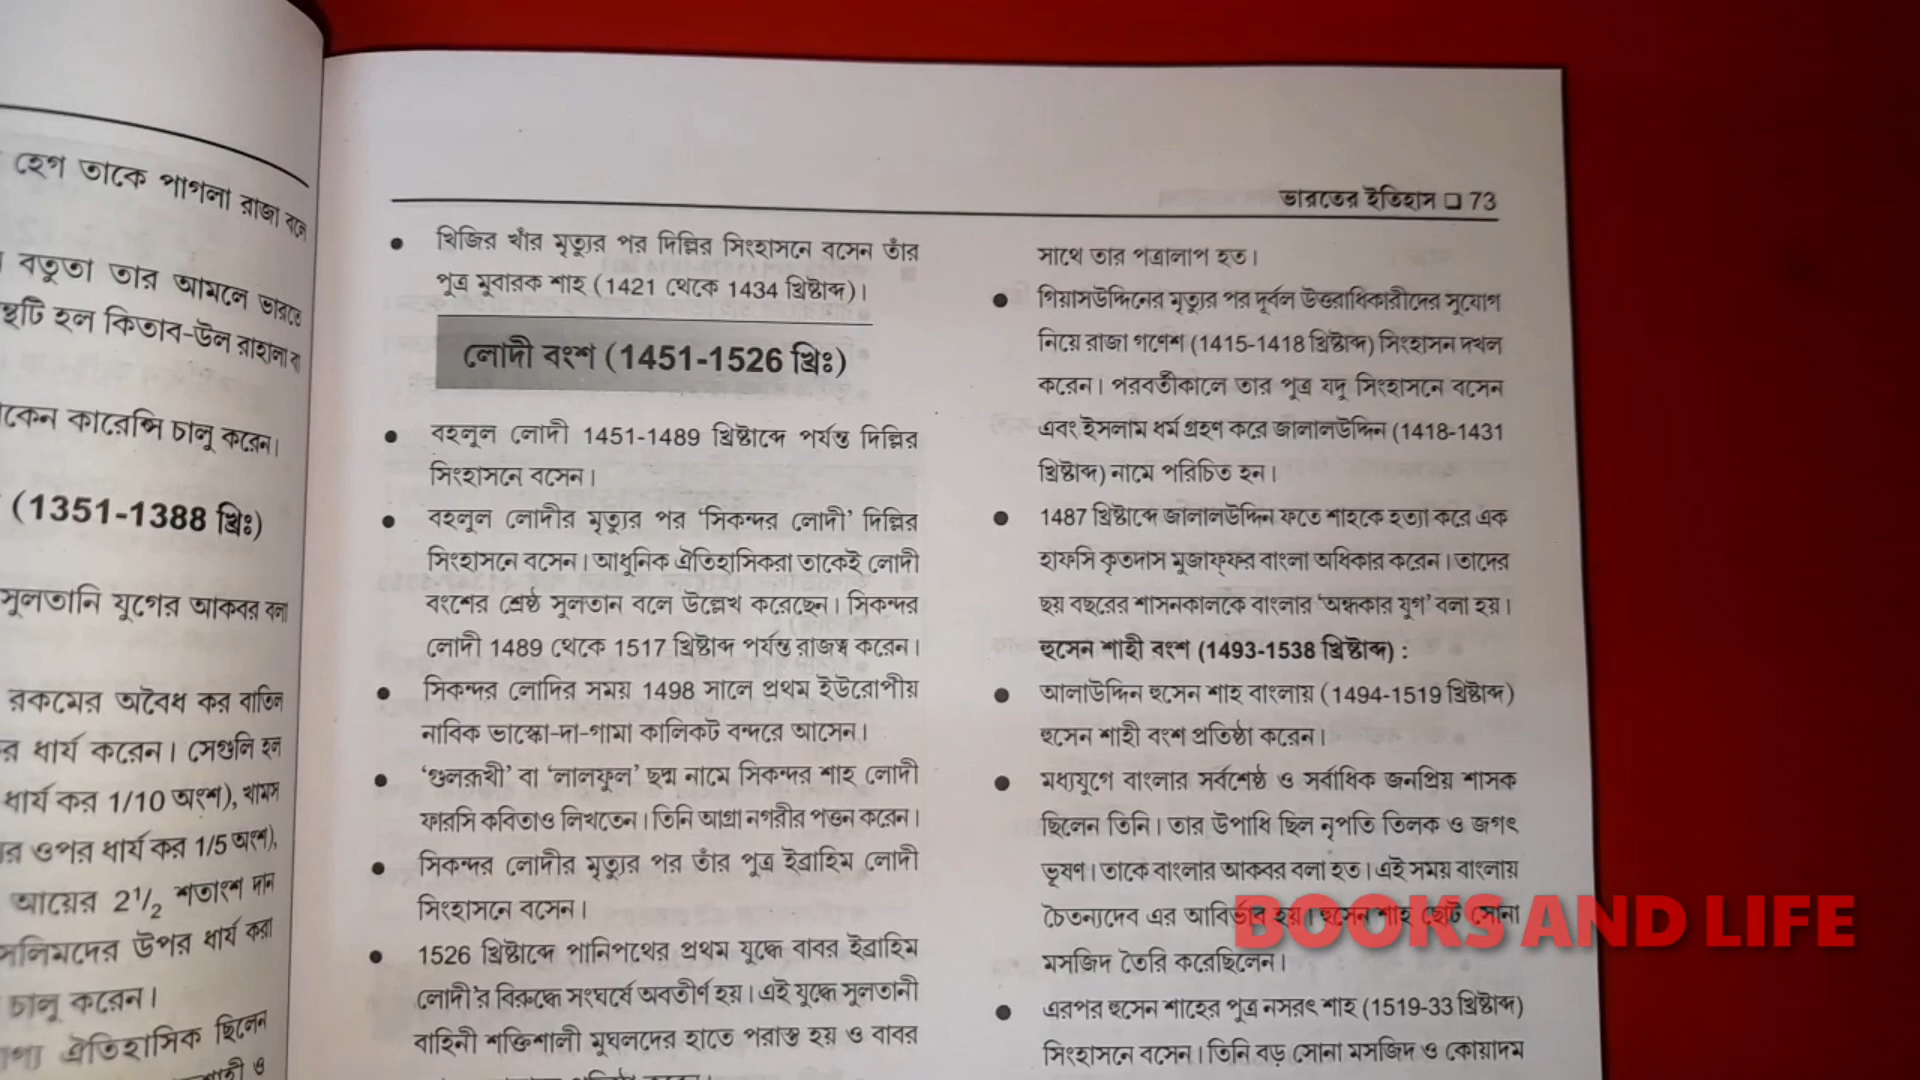 হেগ তাকে পাগলা রাজা বলে
বতুতা তার আমলে ভারতে
হটি হল কিতাব-উল রাহালা বা
কেন কারেন্সি চালু করেন।
(1351-1388 খ্রিঃ)
সুলতানি যুগের আকবর বলা
রকমের অবৈধ কর বাতিল
র ধার্য করেন। সেগুলি হল
ধার্য কর 1/10 অংশ), খামস
র ওপর ধার্য কর 1/5 অংশ),
আয়ের 2½ শতাংশ দান
সলিমদের উপর ধার্য করা
চালু করেন।
ঐতিহাসিক ছিলেন
ভারতের ইতিহাস ❑ 73
● খিজির খাঁর মৃত্যুর পর দিল্লির সিংহাসনে বসেন তাঁর
পুত্র মুবারক শাহ (1421 থেকে 1434 খ্রিষ্টাব্দ)।
লোদী বংশ (1451-1526 খ্রিঃ)
● বহলুল লোদী 1451-1489 খ্রিষ্টাব্দে পর্যন্ত দিল্লির
সিংহাসনে বসেন।
● বহলুল লোদীর মৃত্যুর পর ‘সিকন্দর লোদী’ দিল্লির
সিংহাসনে বসেন। আধুনিক ঐতিহাসিকরা তাকেই লোদী
বংশের শ্রেষ্ঠ সুলতান বলে উল্লেখ করেছেন। সিকন্দর
লোদী 1489 থেকে 1517 খ্রিষ্টাব্দ পর্যন্ত রাজত্ব করেন।
● সিকন্দর লোদির সময় 1498 সালে প্রথম ইউরোপীয়
নাবিক ভাস্কো-দা-গামা কালিকট বন্দরে আসেন।
● ‘গুলরূখী’ বা ‘লালফুল’ ছদ্ম নামে সিকন্দর শাহ লোদী
ফারসি কবিতাও লিখতেন। তিনি আগ্রা নগরীর পত্তন করেন।
● সিকন্দর লোদীর মৃত্যুর পর তাঁর পুত্র ইব্রাহিম লোদী
সিংহাসনে বসেন।
● 1526 খ্রিষ্টাব্দে পানিপথের প্রথম যুদ্ধে বাবর ইব্রাহিম
লোদী’র বিরুদ্ধে সংঘর্ষে অবতীর্ণ হয়। এই যুদ্ধে সুলতানী
বাহিনী শক্তিশালী মুঘলদের হাতে পরাস্ত হয় ও বাবর
সাথে তার পত্রালাপ হত।
● গিয়াসউদ্দিনের মৃত্যুর পর দূর্বল উত্তরাধিকারীদের সুযোগ
নিয়ে রাজা গণেশ (1415-1418 খ্রিষ্টাব্দ) সিংহাসন দখল
করেন। পরবর্তীকালে তার পুত্র যদু সিংহাসনে বসেন
এবং ইসলাম ধর্ম গ্রহণ করে জালালউদ্দিন (1418-1431
খ্রিষ্টাব্দ) নামে পরিচিত হন।
● 1487 খ্রিষ্টাব্দে জালালউদ্দিন ফতে শাহকে হত্যা করে এক
হাফসি কৃতদাস মুজাফ্ফর বাংলা অধিকার করেন। তাদের
ছয় বছরের শাসনকালকে বাংলার ‘অন্ধকার যুগ’ বলা হয়।
হুসেন শাহী বংশ (1493-1538 খ্রিষ্টাব্দ) :
● আলাউদ্দিন হুসেন শাহ বাংলায় (1494-1519 খ্রিষ্টাব্দ)
হুসেন শাহী বংশ প্রতিষ্ঠা করেন।
● মধ্যযুগে বাংলার সর্বশ্রেষ্ঠ ও সর্বাধিক জনপ্রিয় শাসক
ছিলেন তিনি। তার উপাধি ছিল নৃপতি তিলক ও জগৎ
ভূষণ। তাকে বাংলার আকবর বলা হত। এই সময় বাংলায়
চৈতন্যদেব এর আবির্ভাব হয়। হুসেন শাহ ছোট সোনা
মসজিদ তৈরি করেছিলেন।
● এরপর হুসেন শাহের পুত্র নসরৎ শাহ (1519-33 খ্রিষ্টাব্দ)
সিংহাসনে বসেন। তিনি বড় সোনা মসজিদ ও কোয়াদম
BOOKS AND LIFE